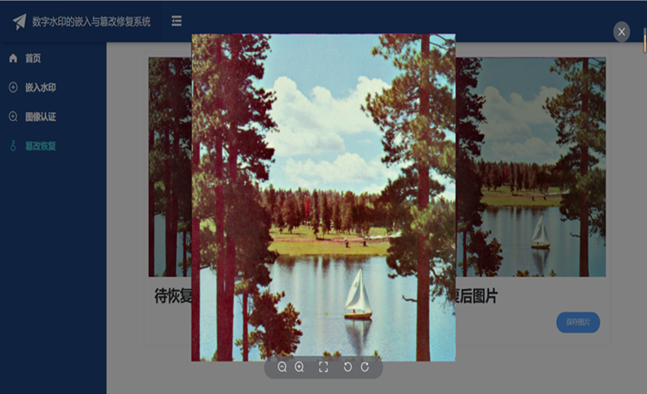 数字水印的嵌入与篡改修复系统
首页
嵌入水印
图像认证
篡改恢复
待恢复
复后图片
保存图片